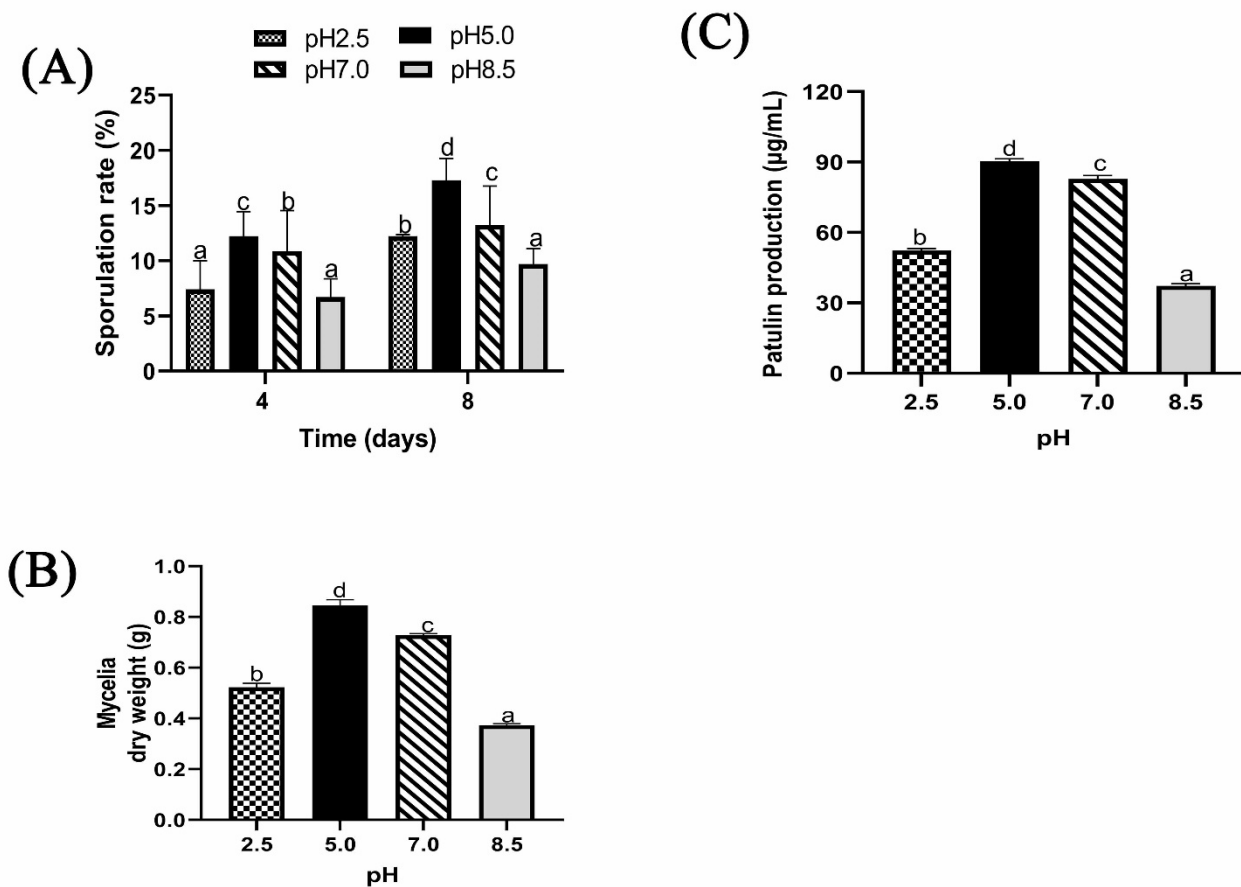 (A)
pH2.5 pH5.0
pH7.0 pH8.5
Sporulation rate (%)
25
20
15
10
5
0
a c b a b d c a
4 8
Time (days)
(C)
Patulin production (µg/mL)
120
90
60
30
0
b d c a
2.5 5.0 7.0 8.5
pH
(B)
Mycelia
dry weight (g)
1.0
0.8
0.6
0.4
0.2
0.0
b d c a
2.5 5.0 7.0 8.5
pH